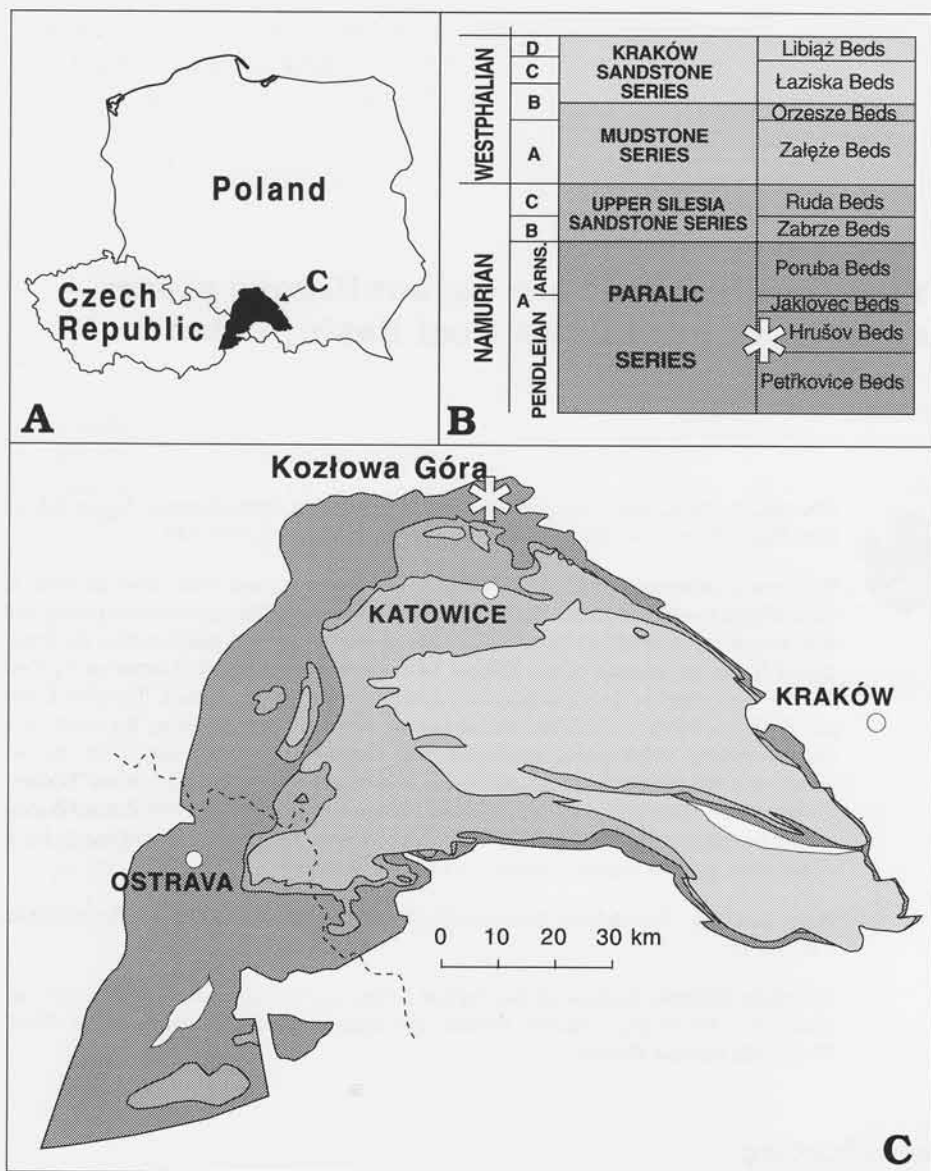 Poland
Czech
Republic
C
A
WESTPHALIAN
D
C
B
A
KRAKÓW
SANDSTONE
SERIES
MUDSTONE
SERIES
Libiąż Beds
Łaziska Beds
Orzesze Beds
Załęże Beds
NAMURIAN
C
B
A
PENDLEIAN
ARNS.
UPPER SILESIA
SANDSTONE SERIES
PARALIC
SERIES
Ruda Beds
Zabrze Beds
Poruba Beds
Jaklovec Beds
Hrušov Beds
Petřkovice Beds
B
Kozłowa Góra
KATOWICE
KRAKÓW
OSTRAVA
0 10 20 30 km
C